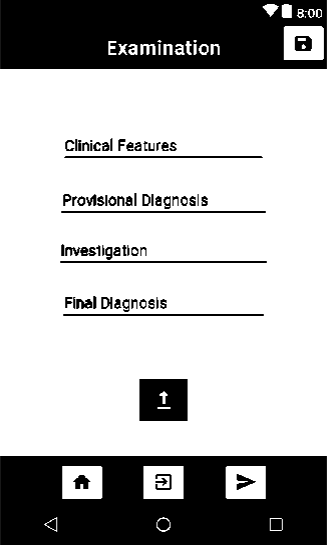 8:00
Examination
Clinical Features
Provisional Diagnosis
Investigation
Final Diagnosis